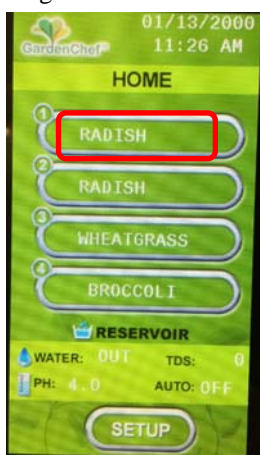 GardenChef
01/13/2000
11:26 AM
HOME
1
RADISH
2
RADISH
3
WHEATGRASS
4
BROCCOLI
RESERVOIR
WATER: OUT TDS: 0
PH: 4.0 AUTO: OFF
SETUP